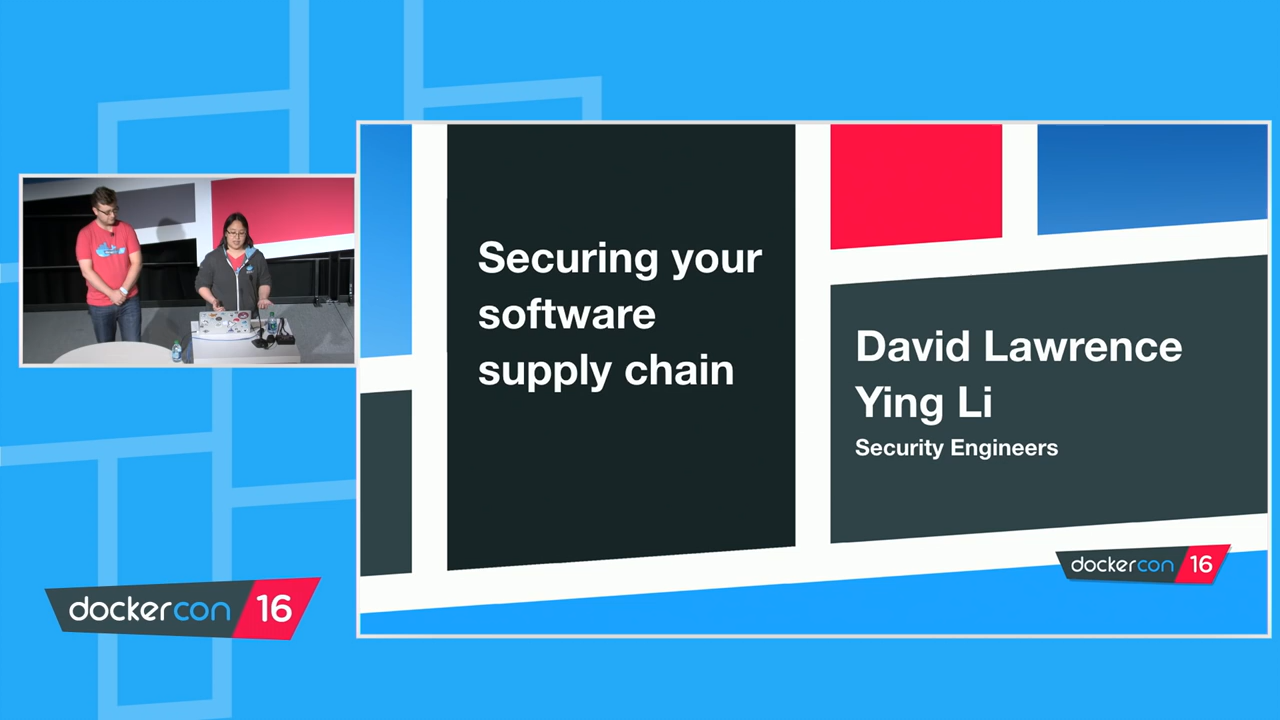 Securing your
software
supply chain
David Lawrence
Ying Li
Security Engineers
dockercon 16
dockercon 16